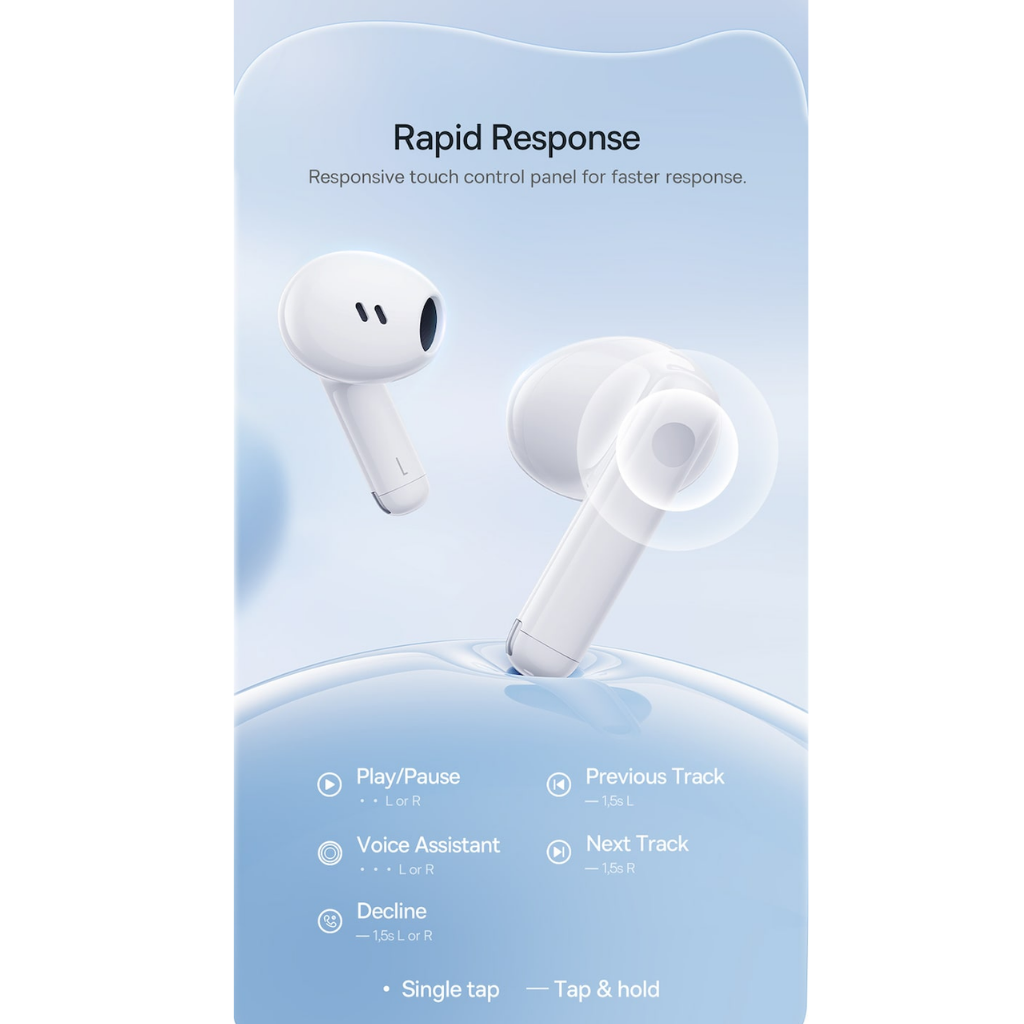 Rapid Response
Responsive touch control panel for faster response.
L
Play/Pause
• • L or R
Previous Track
— 1,5s L
Voice Assistant
• • • L or R
Next Track
— 1,5s R
Decline
— 1,5s L or R
• Single tap — Tap & hold